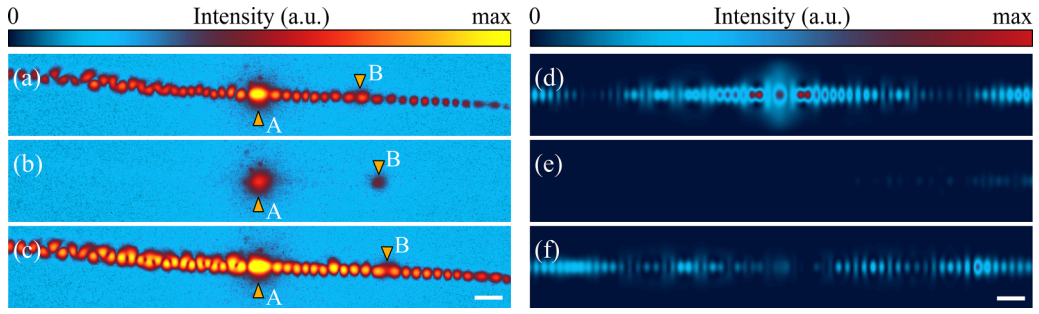 0 Intensity (a.u.) max
0 Intensity (a.u.) max
(a) B
A
(d)
(b) B
A
(e)
(c) B
A
(f)